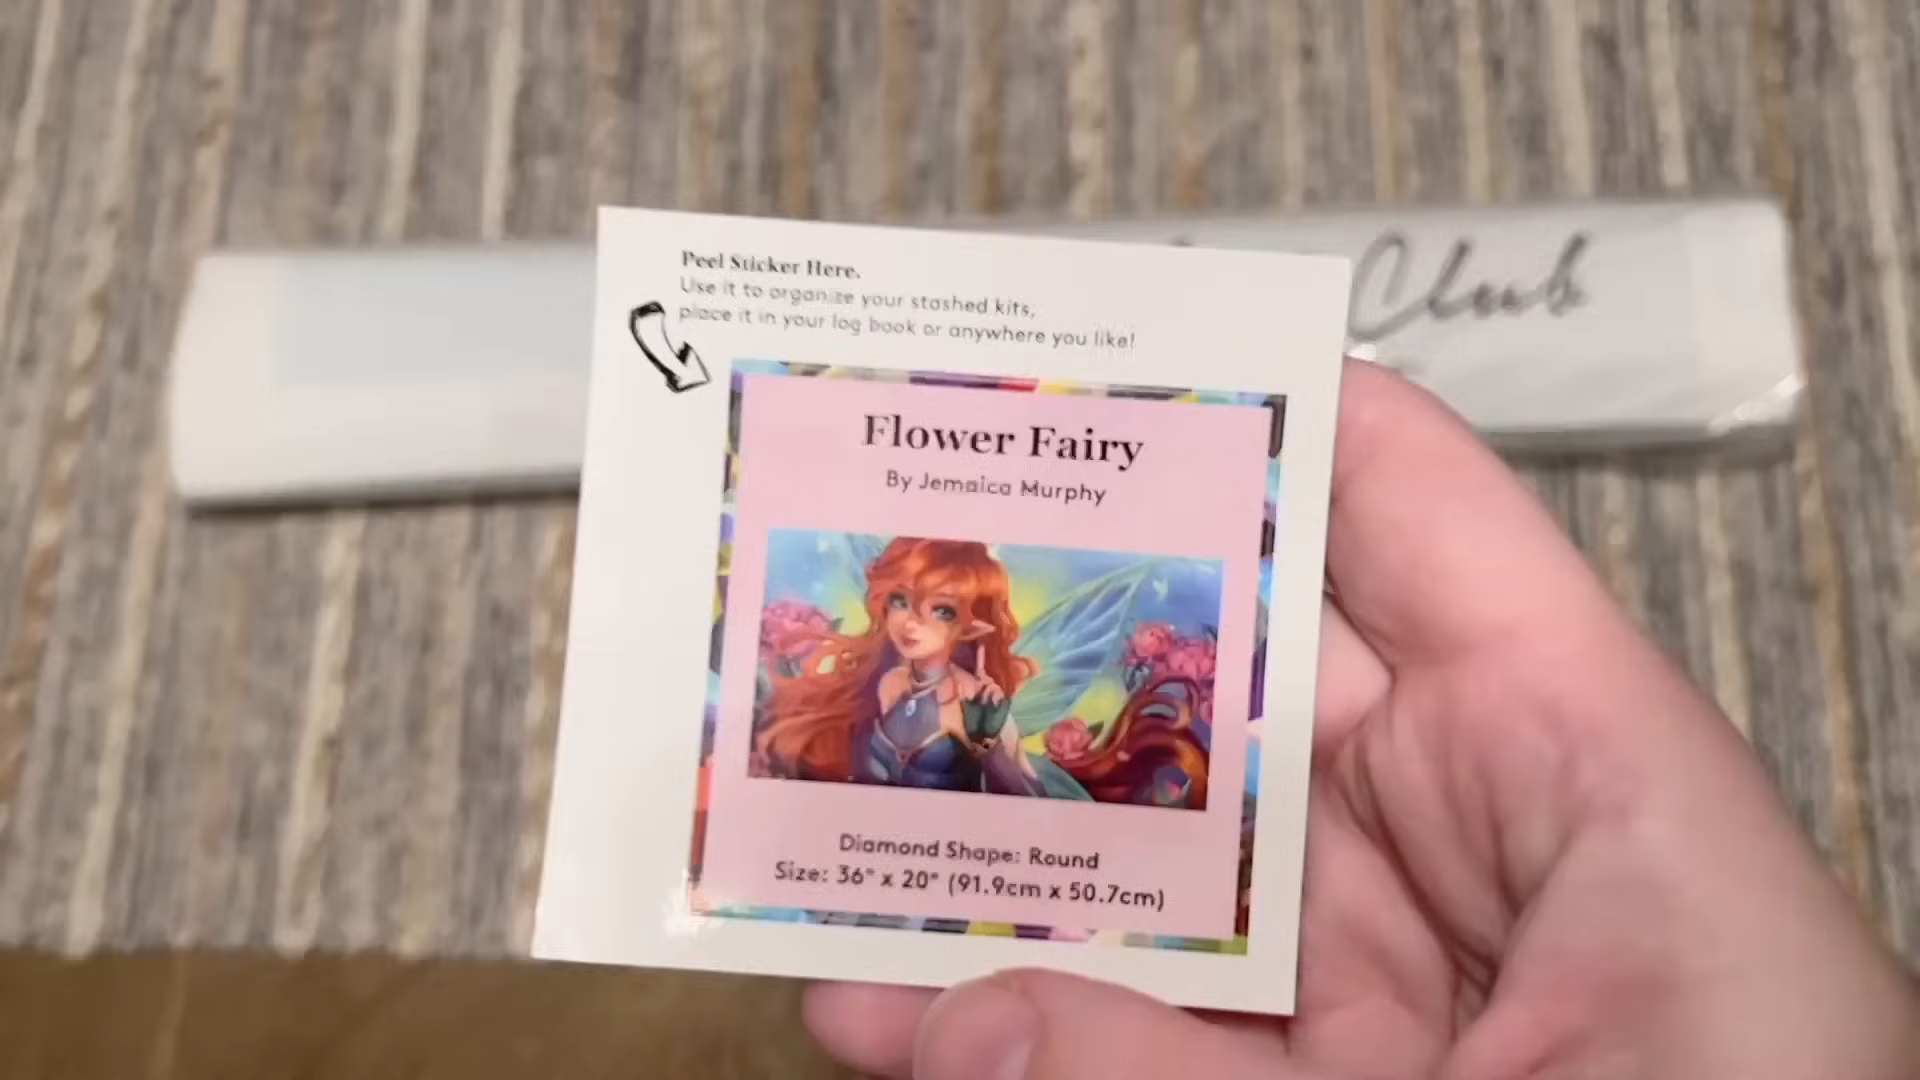 Club
Peel Sticker Here.
Use it to organize your stashed kits,
place it in your log book or anywhere you like!
Flower Fairy
By Jemaica Murphy
Diamond Shape: Round
Size: 36" x 20" (91.9cm x 50.7cm)